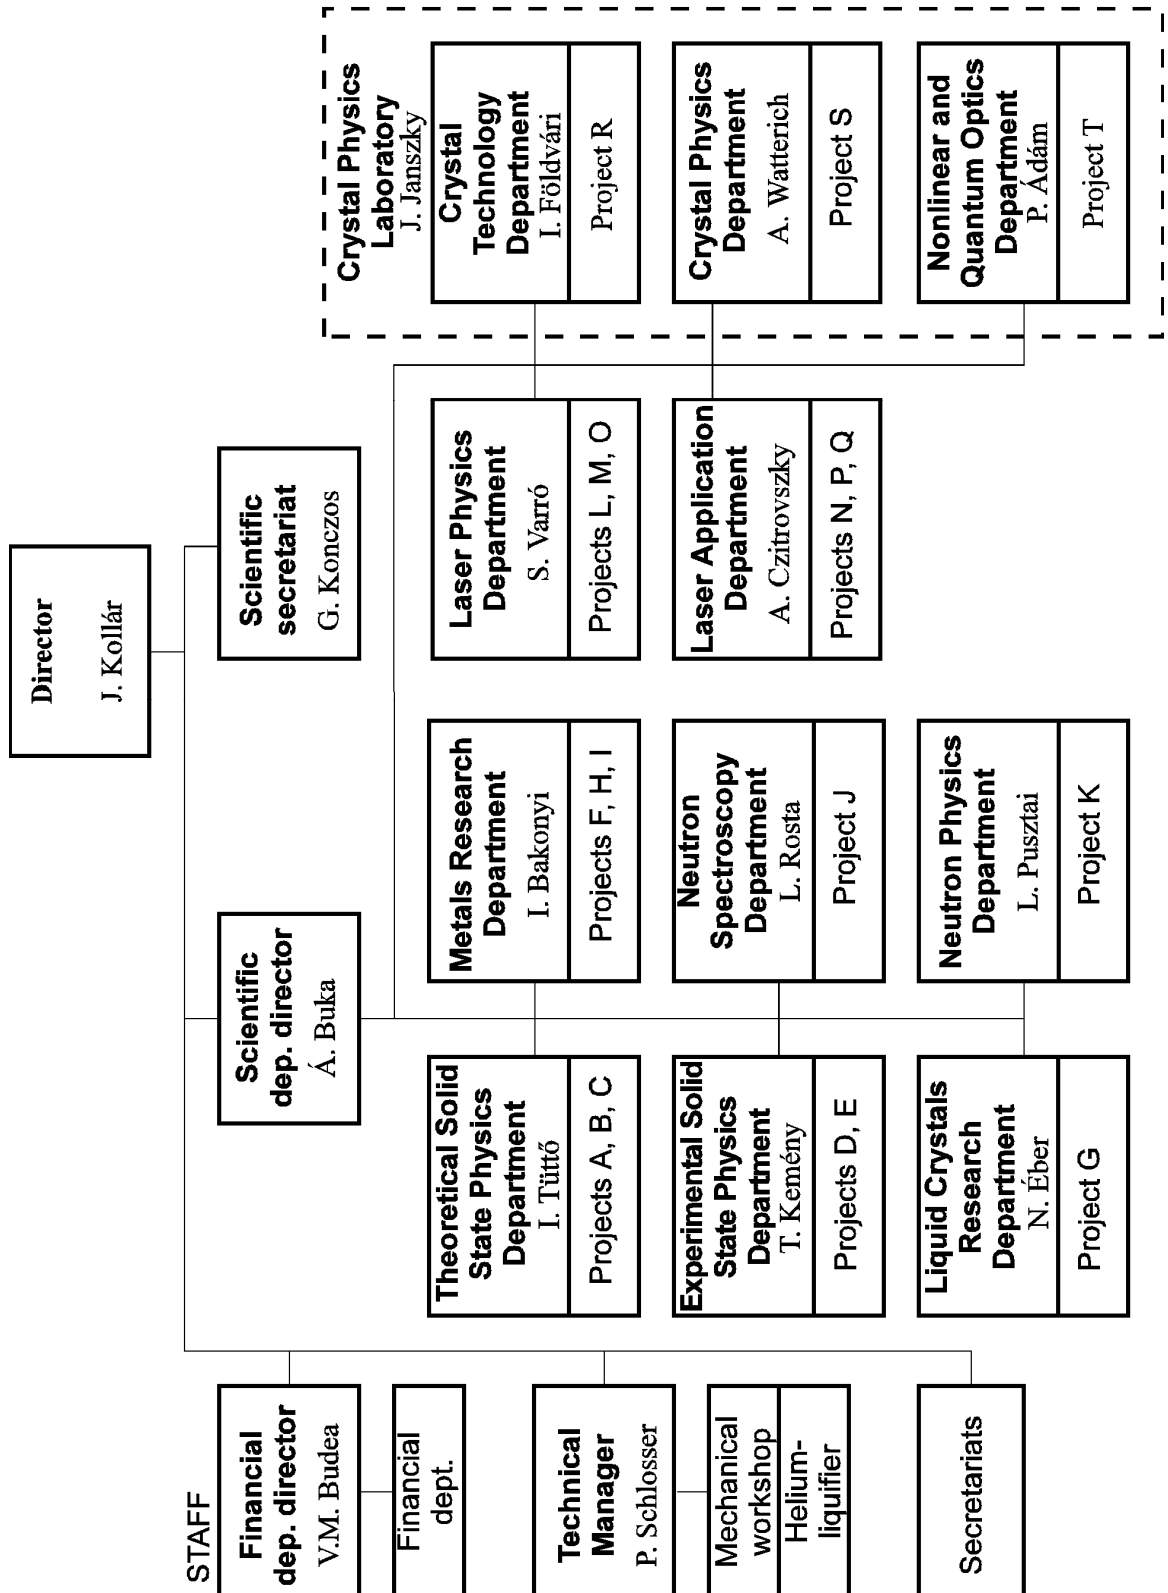 Director
J. Kollár
Scientific
dep. director
Á. Buka
Scientific
secretariat
G. Konczos
STAFF
Financial
dep. director
V.M. Budea
Financial
dept.
Technical
Manager
P. Schlosser
Mechanical
workshop
Helium-
liquifier
Secretariats
Theoretical Solid
State Physics
Department
I. Tüttő
Projects A, B, C
Metals Research
Department
I. Bakonyi
Projects F, H, I
Laser Physics
Department
S. Varró
Projects L, M, O
Crystal Physics
Laboratory
J. Janszky
Crystal
Technology
Department
I. Földvári
Project R
Experimental Solid
State Physics
Department
T. Kemény
Projects D, E
Neutron
Spectroscopy
Department
L. Rosta
Project J
Laser Application
Department
A. Czitrovszky
Projects N, P, Q
Crystal Physics
Department
A. Watterich
Project S
Liquid Crystals
Research
Department
N. Éber
Project G
Neutron Physics
Department
L. Pusztai
Project K
Nonlinear and
Quantum Optics
Department
P. Ádám
Project T